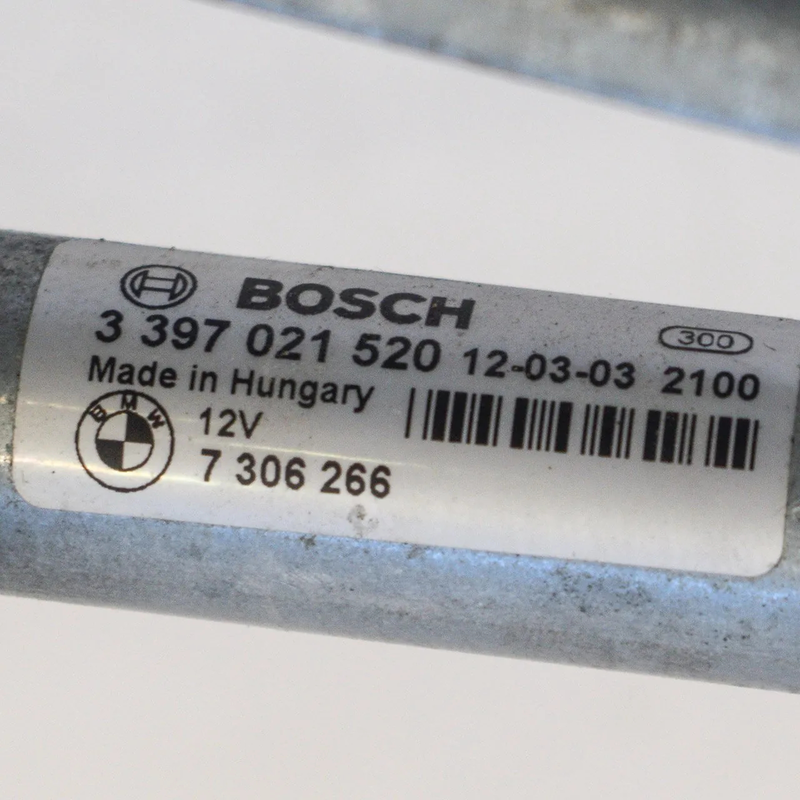 BOSCH
300
3 397 021 520 12-03-03 2100
Made in Hungary
BMW
12V
7 306 266